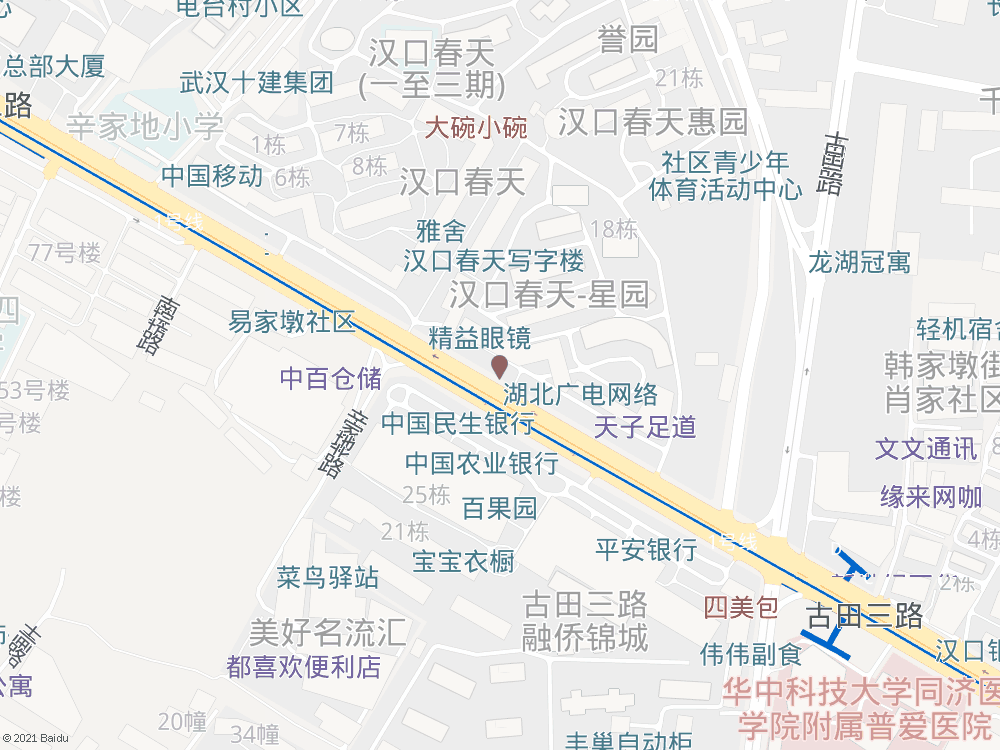 电台村小区
总部大厦
武汉十建集团
汉口春天
(一至三期)
誉园
21栋
辛家地小学
1栋
7栋
8栋
6栋
大碗小碗
汉口春天惠园
中国移动
汉口春天
社区青少年
体育活动中心
古田二路
1号线
77号楼
雅舍
18栋
汉口春天写字楼
龙湖冠寓
汉口春天-星园
易家墩社区
精益眼镜
轻机宿舍
中百仓储
湖北广电网络
韩家墩街
肖家社区
53号楼
号楼
中国民生银行
天子足道
文文通讯
中国农业银行
25栋
百果园
缘来网咖
21栋
1号线
4栋
宝宝衣橱
平安银行
2栋
菜鸟驿站
古田三路
融侨锦城
四美包
古田三路
美好名流汇
伟伟副食
汉口银
都喜欢便利店
公寓
华中科技大学同济医
学院附属普爱医院
20幢
34幢
丰巢自动柜
© 2021 Baidu